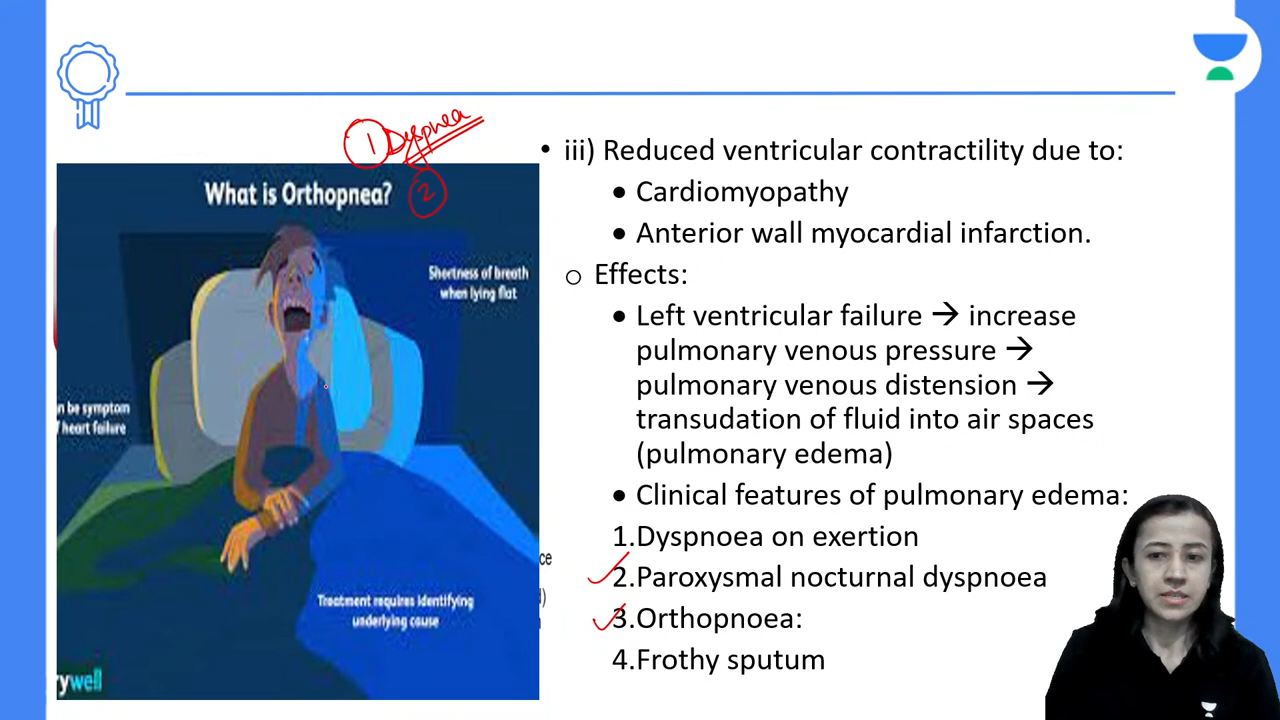 1 Dyspnea
2
What is Orthopnea?
Shortness of breath
when lying flat
n be symptom
f heart failure
Treatment requires identifying
underlying cause
rywell
• iii) Reduced ventricular contractility due to:
• Cardiomyopathy
• Anterior wall myocardial infarction.
o Effects:
• Left ventricular failure → increase
pulmonary venous pressure →
pulmonary venous distension →
transudation of fluid into air spaces
(pulmonary edema)
• Clinical features of pulmonary edema:
1.Dyspnoea on exertion
2.Paroxysmal nocturnal dyspnoea
3.Orthopnoea:
4.Frothy sputum
ce